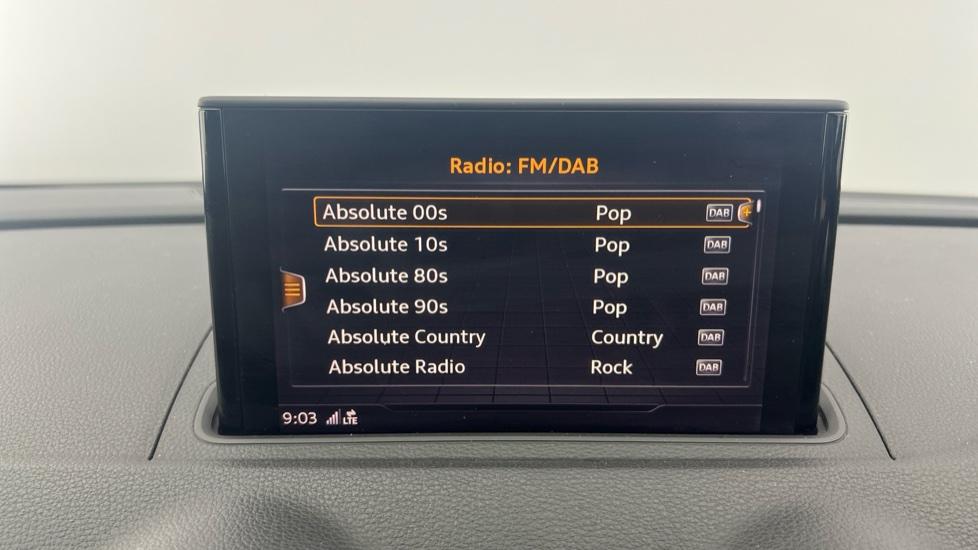 Radio: FM/DAB
Absolute 00s Pop DAB
Absolute 10s Pop DAB
Absolute 80s Pop DAB
Absolute 90s Pop DAB
Absolute Country Country DAB
Absolute Radio Rock DAB
9:03 LTE